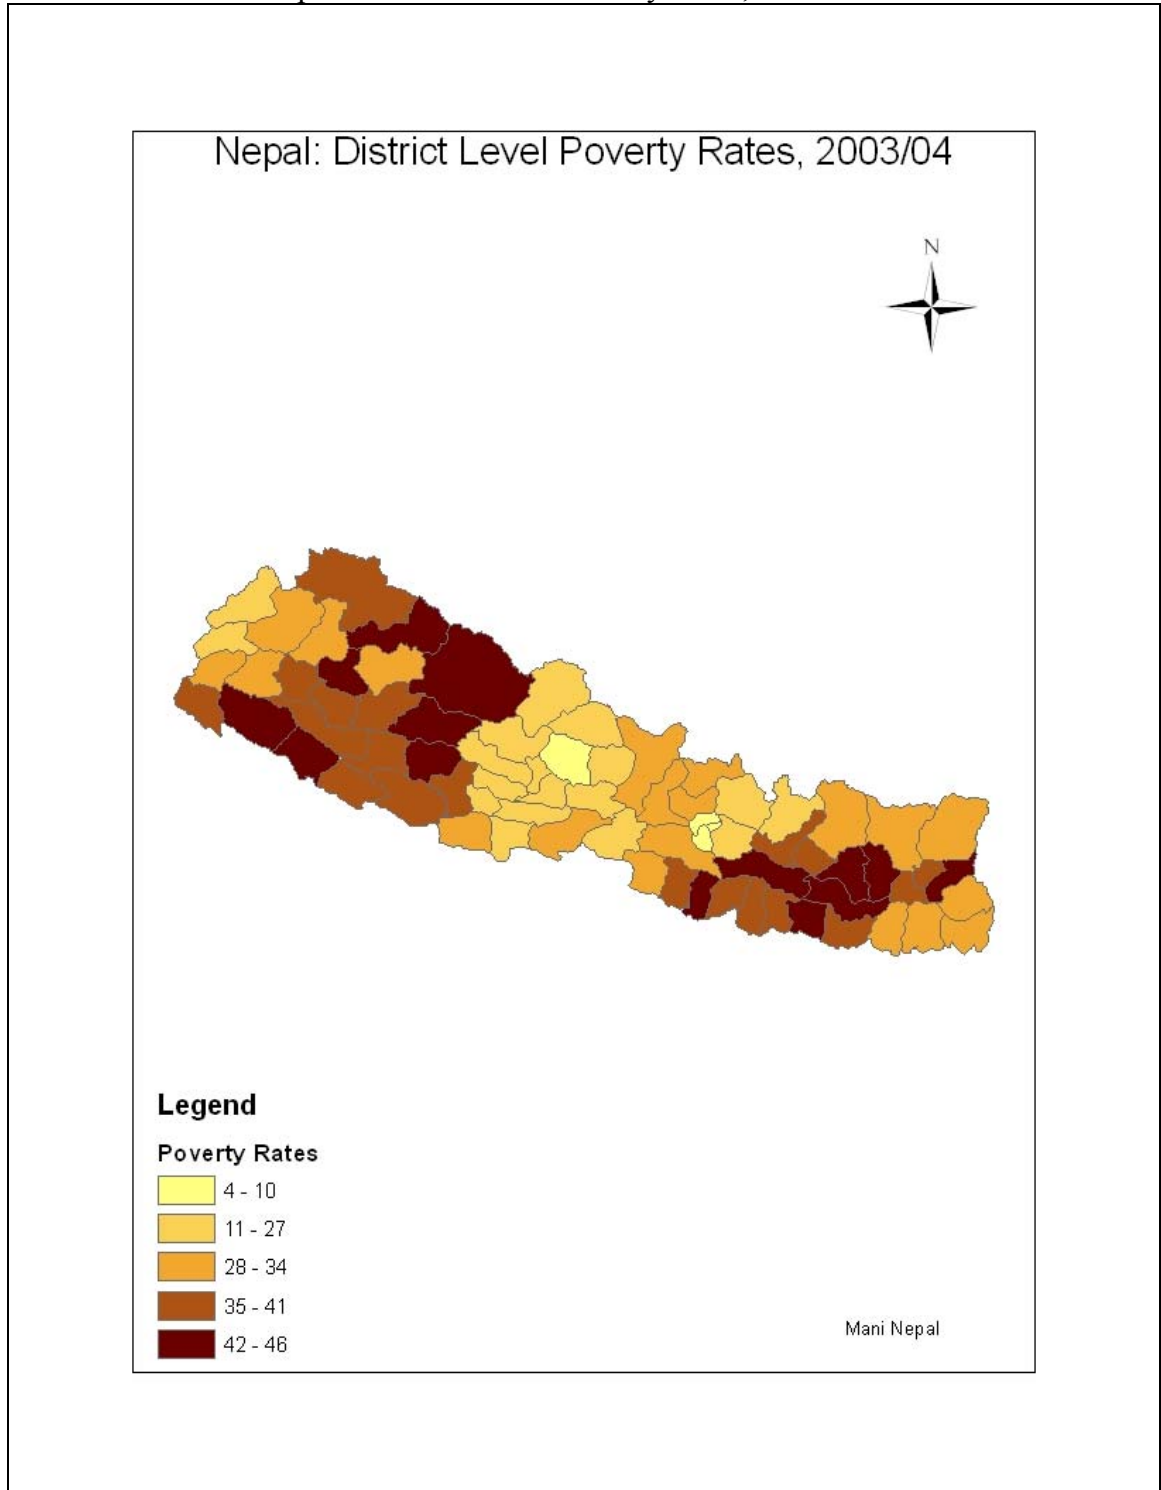 Nepal: District Level Poverty Rates, 2003/04
N
Legend
Poverty Rates
4 - 10
11 - 27
28 - 34
35 - 41
42 - 46
Mani Nepal